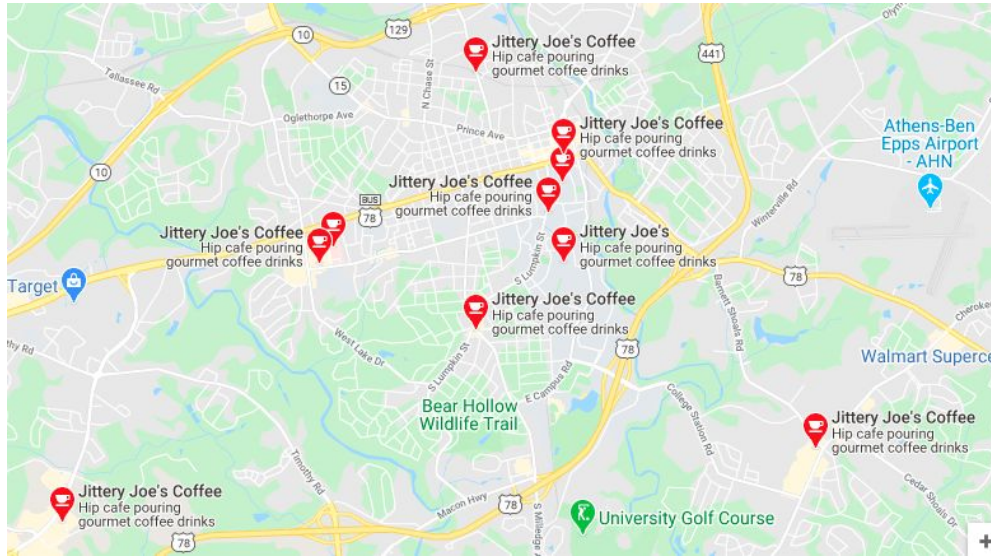 129
10
Jittery Joe's Coffee
Hip cafe pouring
gourmet coffee drinks
441
Tallassee Rd
15
N Chase St
Oglethorpe Ave
Prince Ave
Jittery Joe's Coffee
Hip cafe pouring
gourmet coffee drinks
Athens-Ben
Epps Airport
- AHN
10
Jittery Joe's Coffee
Hip cafe pouring
gourmet coffee drinks
BUS
78
Winterville Rd
Jittery Joe's Coffee
Hip cafe pouring
gourmet coffee drinks
Jittery Joe's
Hip cafe pouring
gourmet coffee drinks
S Lumpkin St
78
Target
Barnett Shoals Rd
Jittery Joe's Coffee
Hip cafe pouring
gourmet coffee drinks
West Lake Dr
78
Walmart Superce
S Lumpkin St
E Campus Rd
Bear Hollow
Wildlife Trail
College Station Rd
Jittery Joe's Coffee
Hip cafe pouring
gourmet coffee drinks
Timothy Rd
Jittery Joe's Coffee
Hip cafe pouring
gourmet coffee drinks
Macon Hwy
78
Cedar Shoals Dr
University Golf Course
78
S Milledge A
+